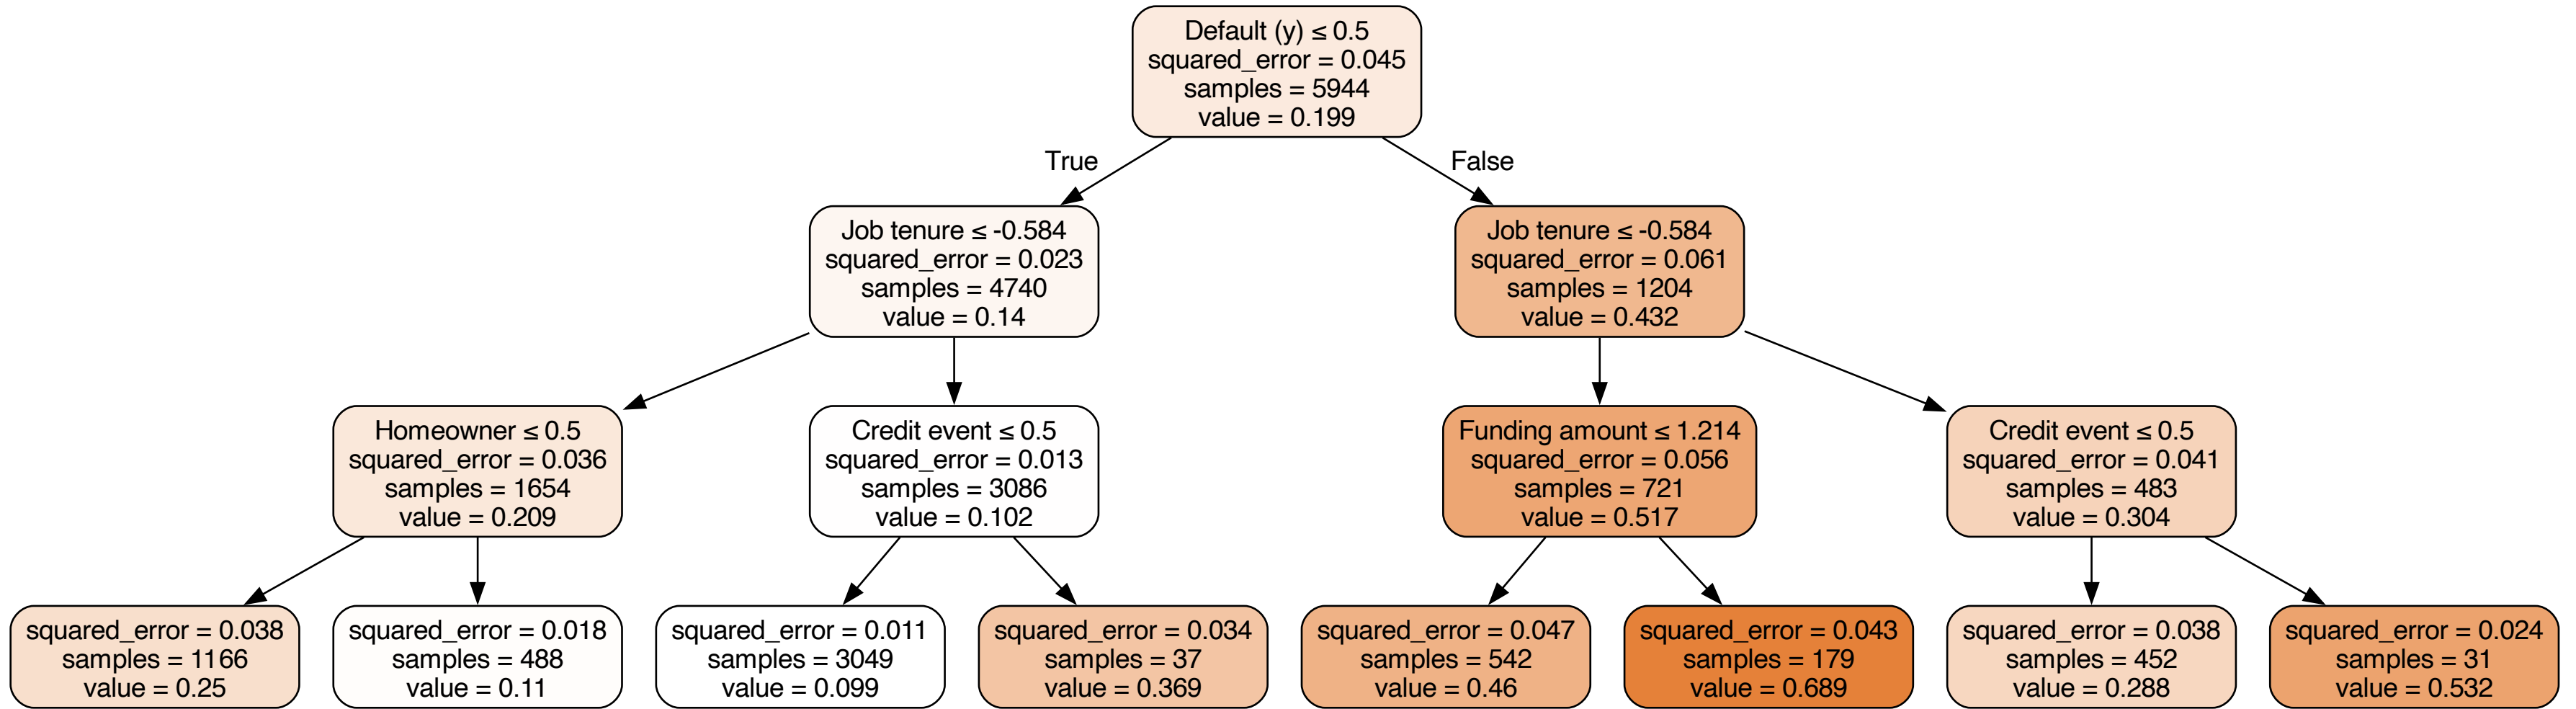 Default (y) ≤ 0.5
squared_error = 0.045
samples = 5944
value = 0.199
True
False
Job tenure ≤ -0.584
squared_error = 0.023
samples = 4740
value = 0.14
Job tenure ≤ -0.584
squared_error = 0.061
samples = 1204
value = 0.432
Homeowner ≤ 0.5
squared_error = 0.036
samples = 1654
value = 0.209
Credit event ≤ 0.5
squared_error = 0.013
samples = 3086
value = 0.102
Funding amount ≤ 1.214
squared_error = 0.056
samples = 721
value = 0.517
Credit event ≤ 0.5
squared_error = 0.041
samples = 483
value = 0.304
squared_error = 0.038
samples = 1166
value = 0.25
squared_error = 0.018
samples = 488
value = 0.11
squared_error = 0.011
samples = 3049
value = 0.099
squared_error = 0.034
samples = 37
value = 0.369
squared_error = 0.047
samples = 542
value = 0.46
squared_error = 0.043
samples = 179
value = 0.689
squared_error = 0.038
samples = 452
value = 0.288
squared_error = 0.024
samples = 31
value = 0.532